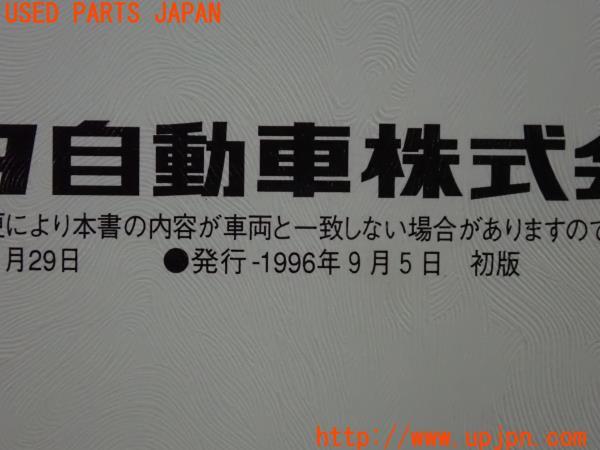 USED PARTS JAPAN
自動車株式会
更により本書の内容が車両と一致しない場合がありますので
月29日 ●発行-1996年9月5日 初版
http://www.upjpn.com/